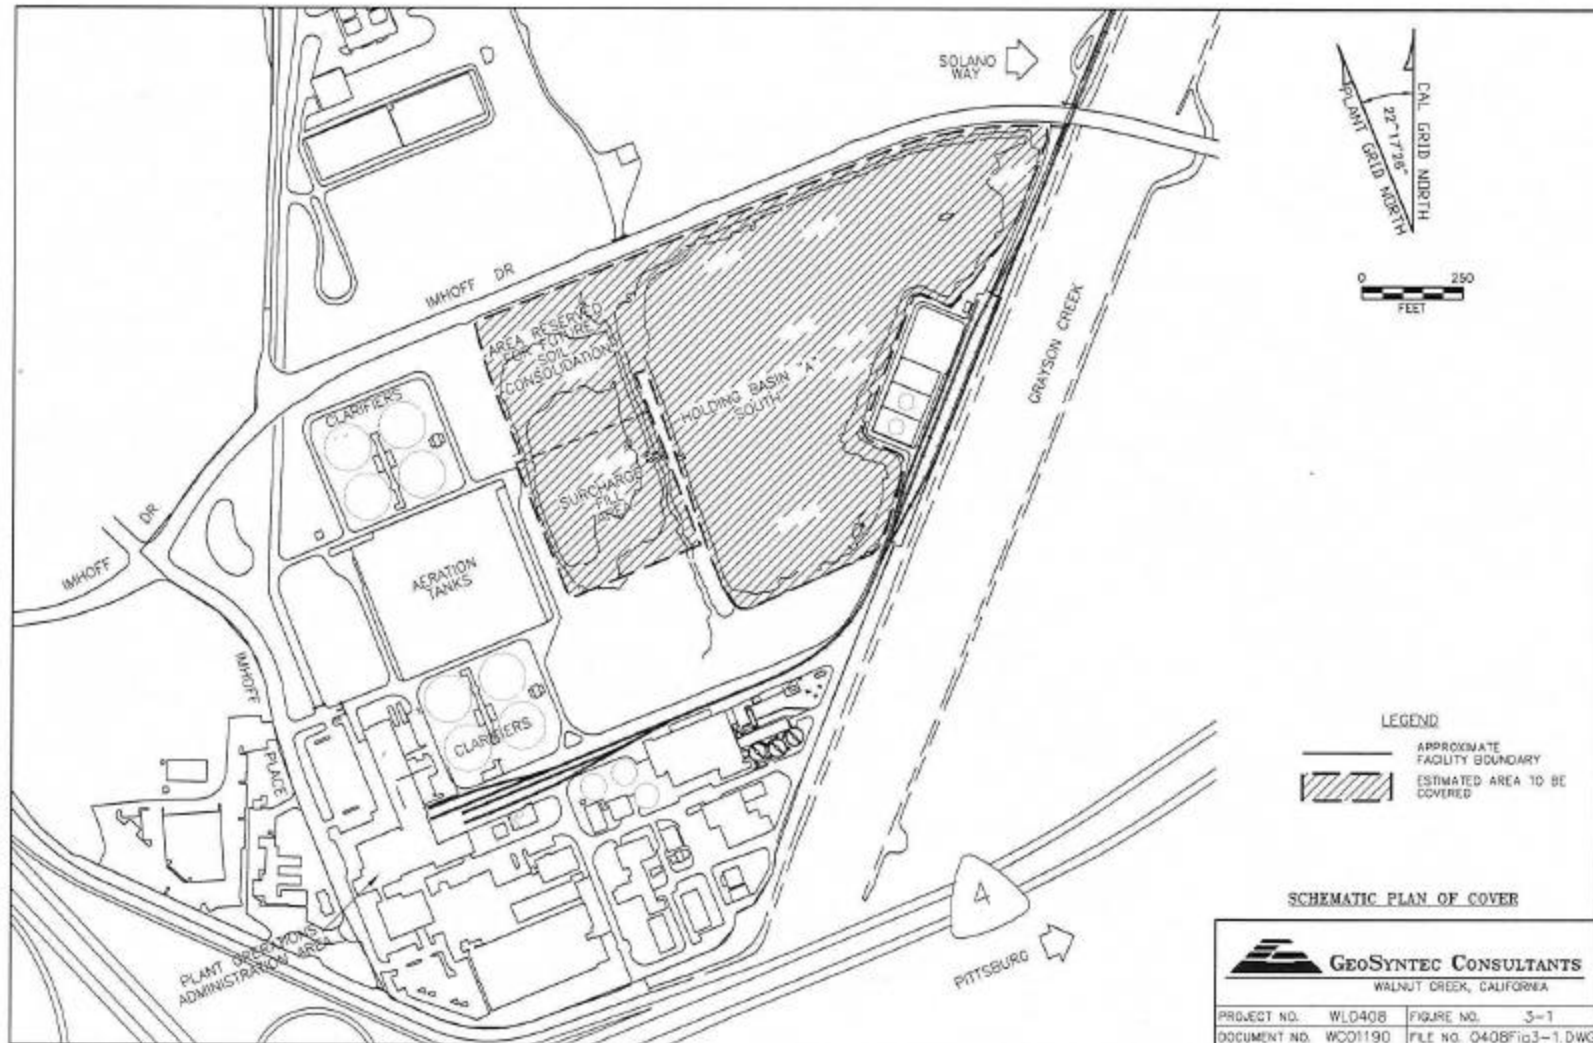 SOLANO
WAY
PLANT GRID NORTH
22°17'26"
CAL GRID NORTH
0 250
FEET
IMHOFF DR
GRAYSON CREEK
AREA RESERVED
FOR FUTURE
SOIL
CONSOLIDATION
HOLDING BASIN "A"
SOUTH
CLARIFIERS
SURCHARGE
FILL
AREA
IMHOFF DR
AERATION
TANKS
IMHOFF
PLACE
CLARIFIERS
PLANT OPERATIONS
ADMINISTRATION AREA
4
PITTSBURG
LEGEND
APPROXIMATE
FACILITY BOUNDARY
ESTIMATED AREA TO BE
COVERED
SCHEMATIC PLAN OF COVER
GEOSYNTEC CONSULTANTS
WALNUT CREEK, CALIFORNIA
PROJECT NO. WL0408 FIGURE NO. 3-1
DOCUMENT NO. WC01190 FILE NO. 0408Fig3-1.DWG